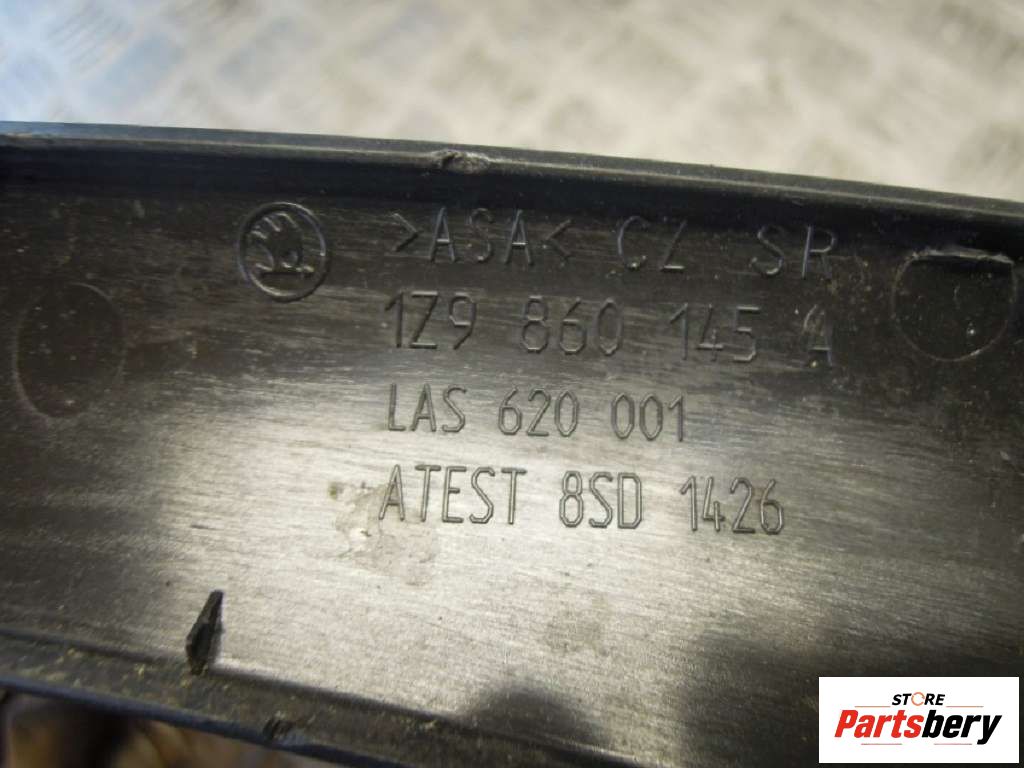 >ASA< CZ SR
1Z9 860 145 A
LAS 620 001
ATEST 8SD 1426
STORE
Partsbery